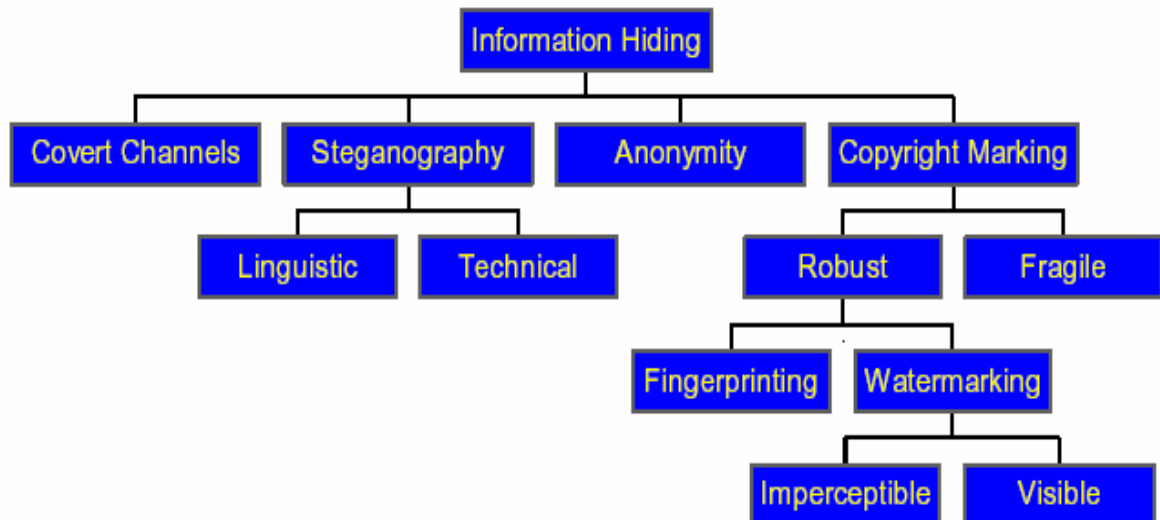 Information Hiding
Covert Channels
Steganography
Anonymity
Copyright Marking
Linguistic
Technical
Robust
Fragile
Fingerprinting
Watermarking
Imperceptible
Visible